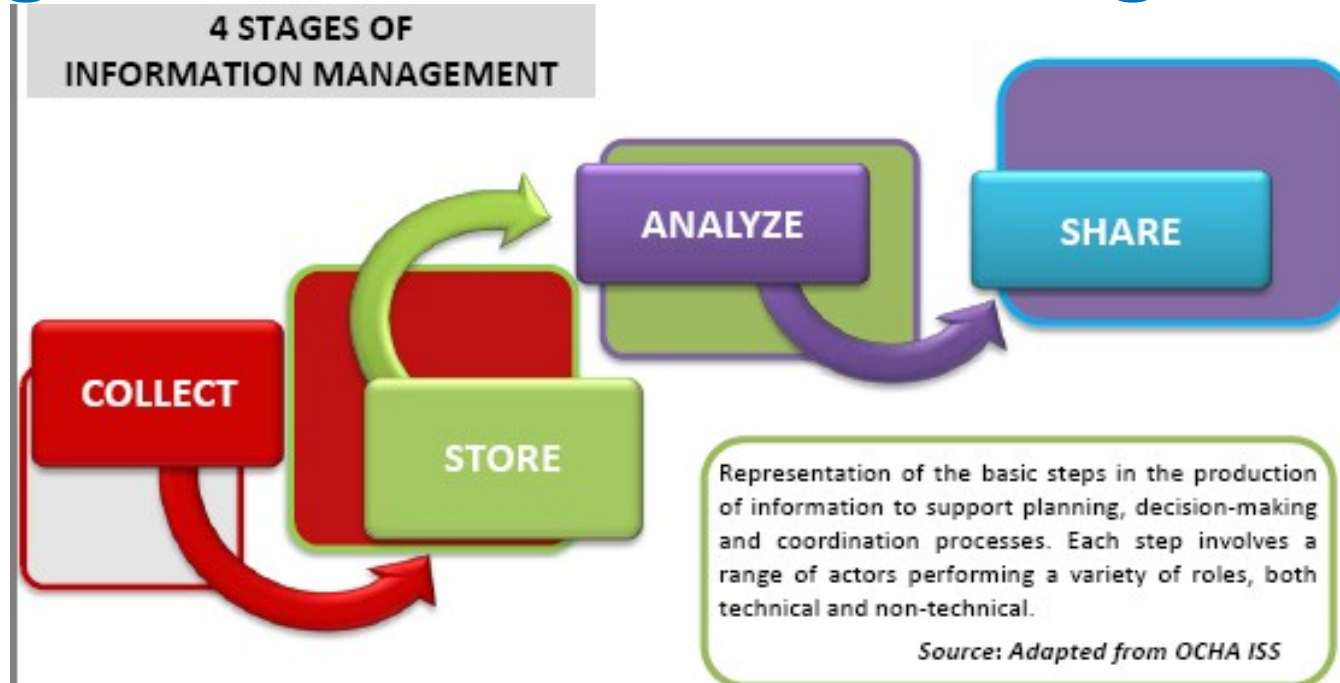 4 STAGES OF
INFORMATION MANAGEMENT
COLLECT
STORE
ANALYZE
SHARE
Representation of the basic steps in the production
of information to support planning, decision-making
and coordination processes. Each step involves a
range of actors performing a variety of roles, both
technical and non-technical.
Source: Adapted from OCHA ISS